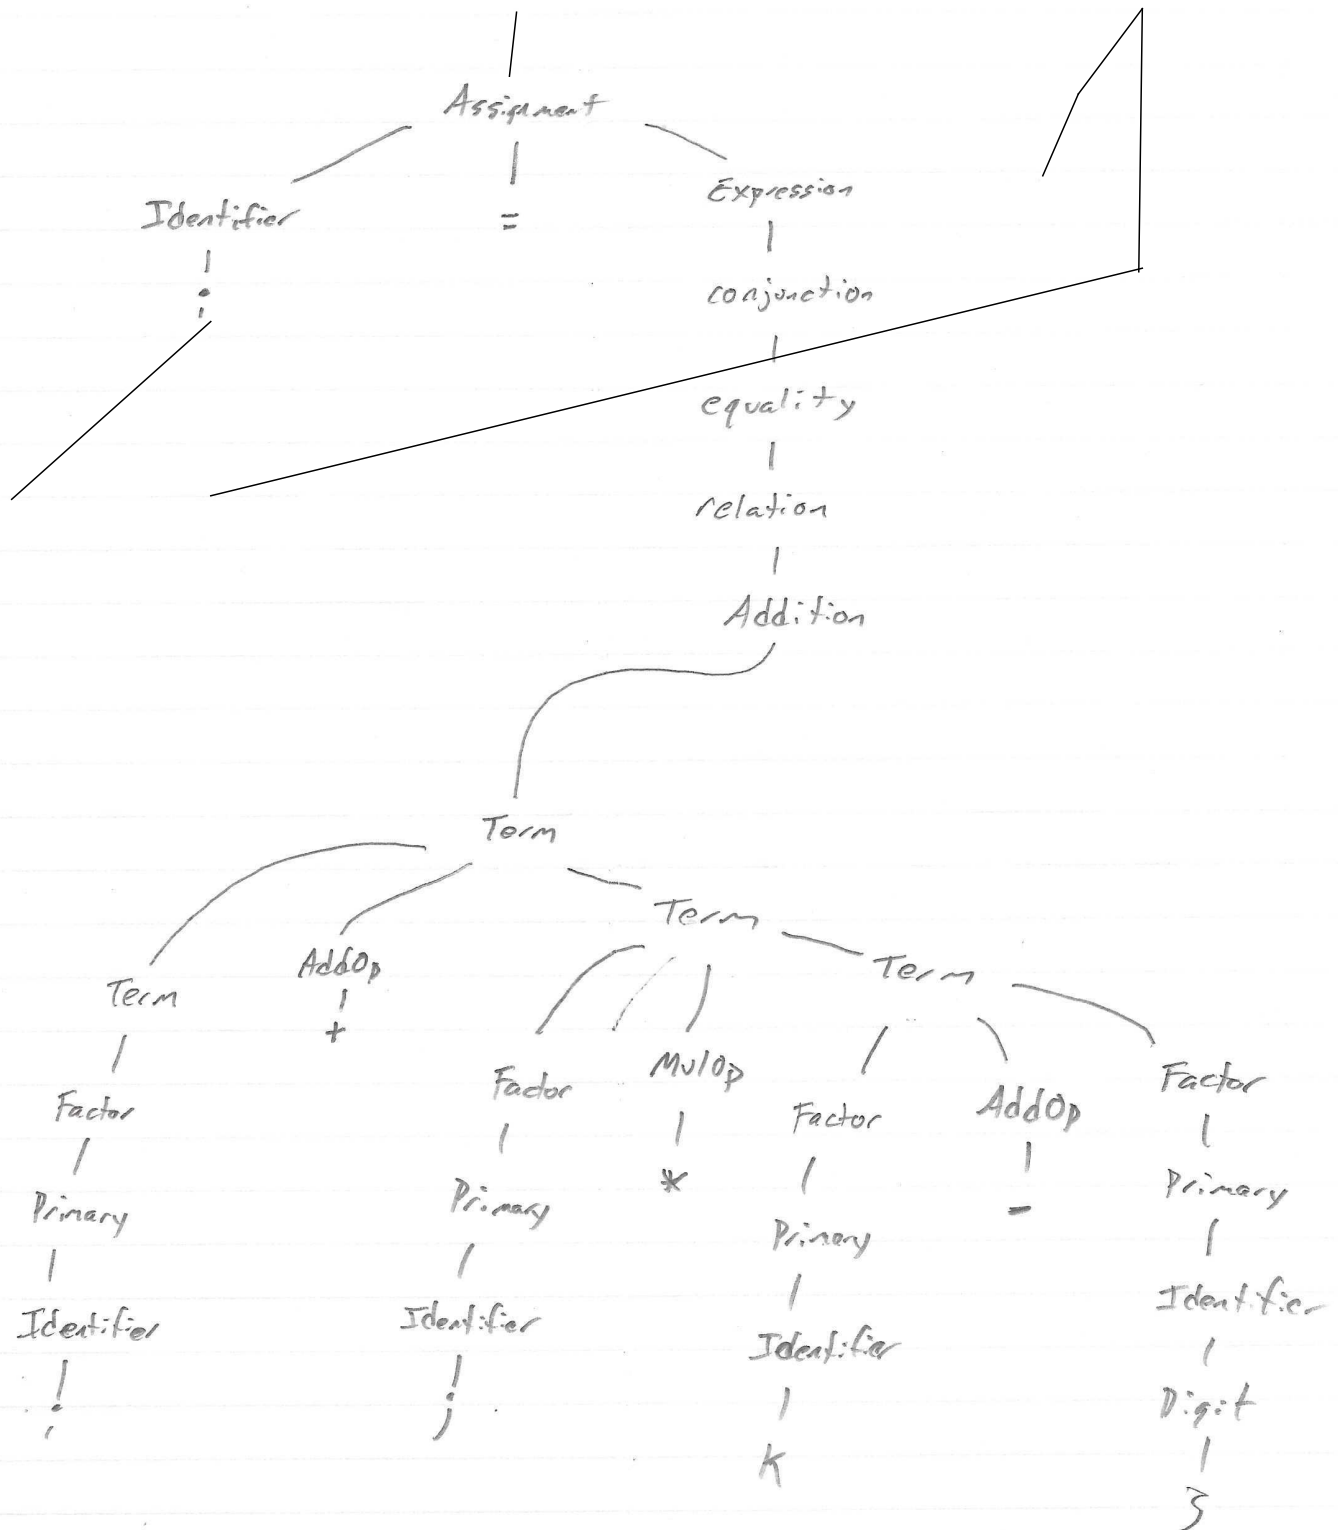 Assignment
Identifier = Expression
i
conjunction
equality
relation
Addition
Term
Term
Term AddOp Term
+
Factor MulOp Factor AddOp Factor
Factor
* -
Primary Primary Primary Primary
Identifier Identifier Identifier Identifier
i j k Digit
3